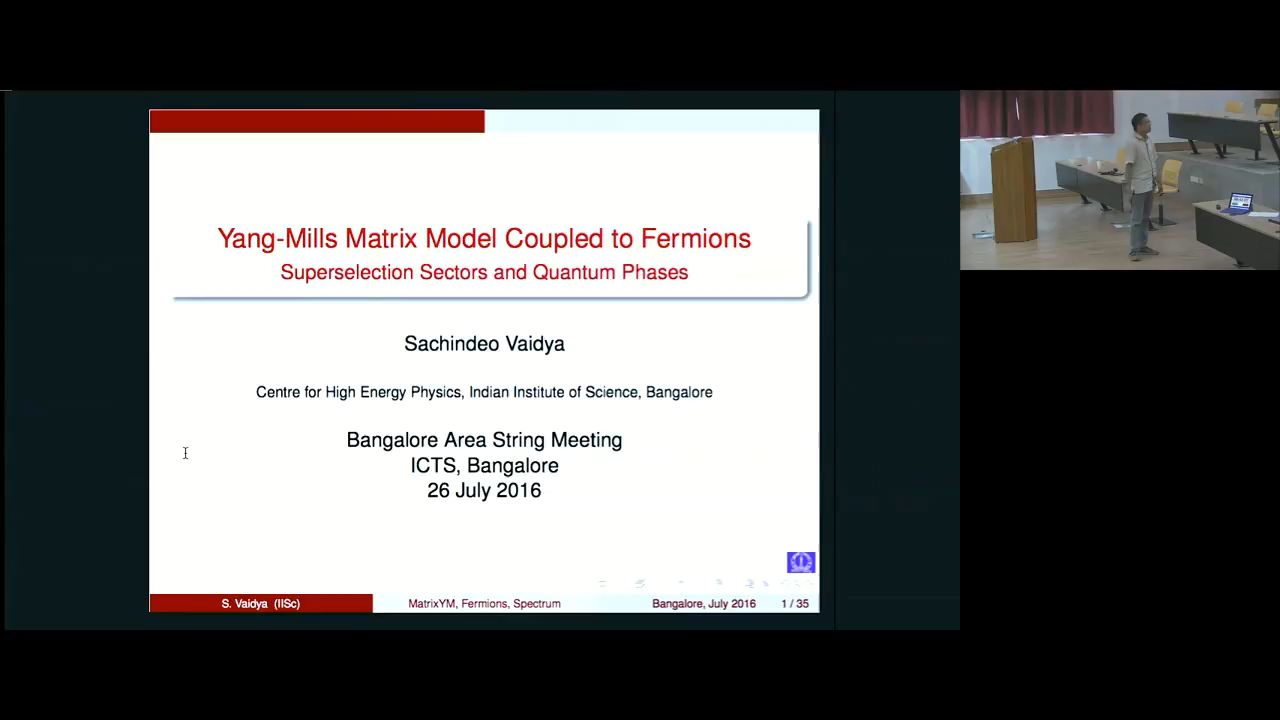 Yang-Mills Matrix Model Coupled to Fermions
Superselection Sectors and Quantum Phases
Sachindeo Vaidya
Centre for High Energy Physics, Indian Institute of Science, Bangalore
Bangalore Area String Meeting
ICTS, Bangalore
26 July 2016
S. Vaidya (IISc) MatrixYM, Fermions, Spectrum Bangalore, July 2016 1 / 35